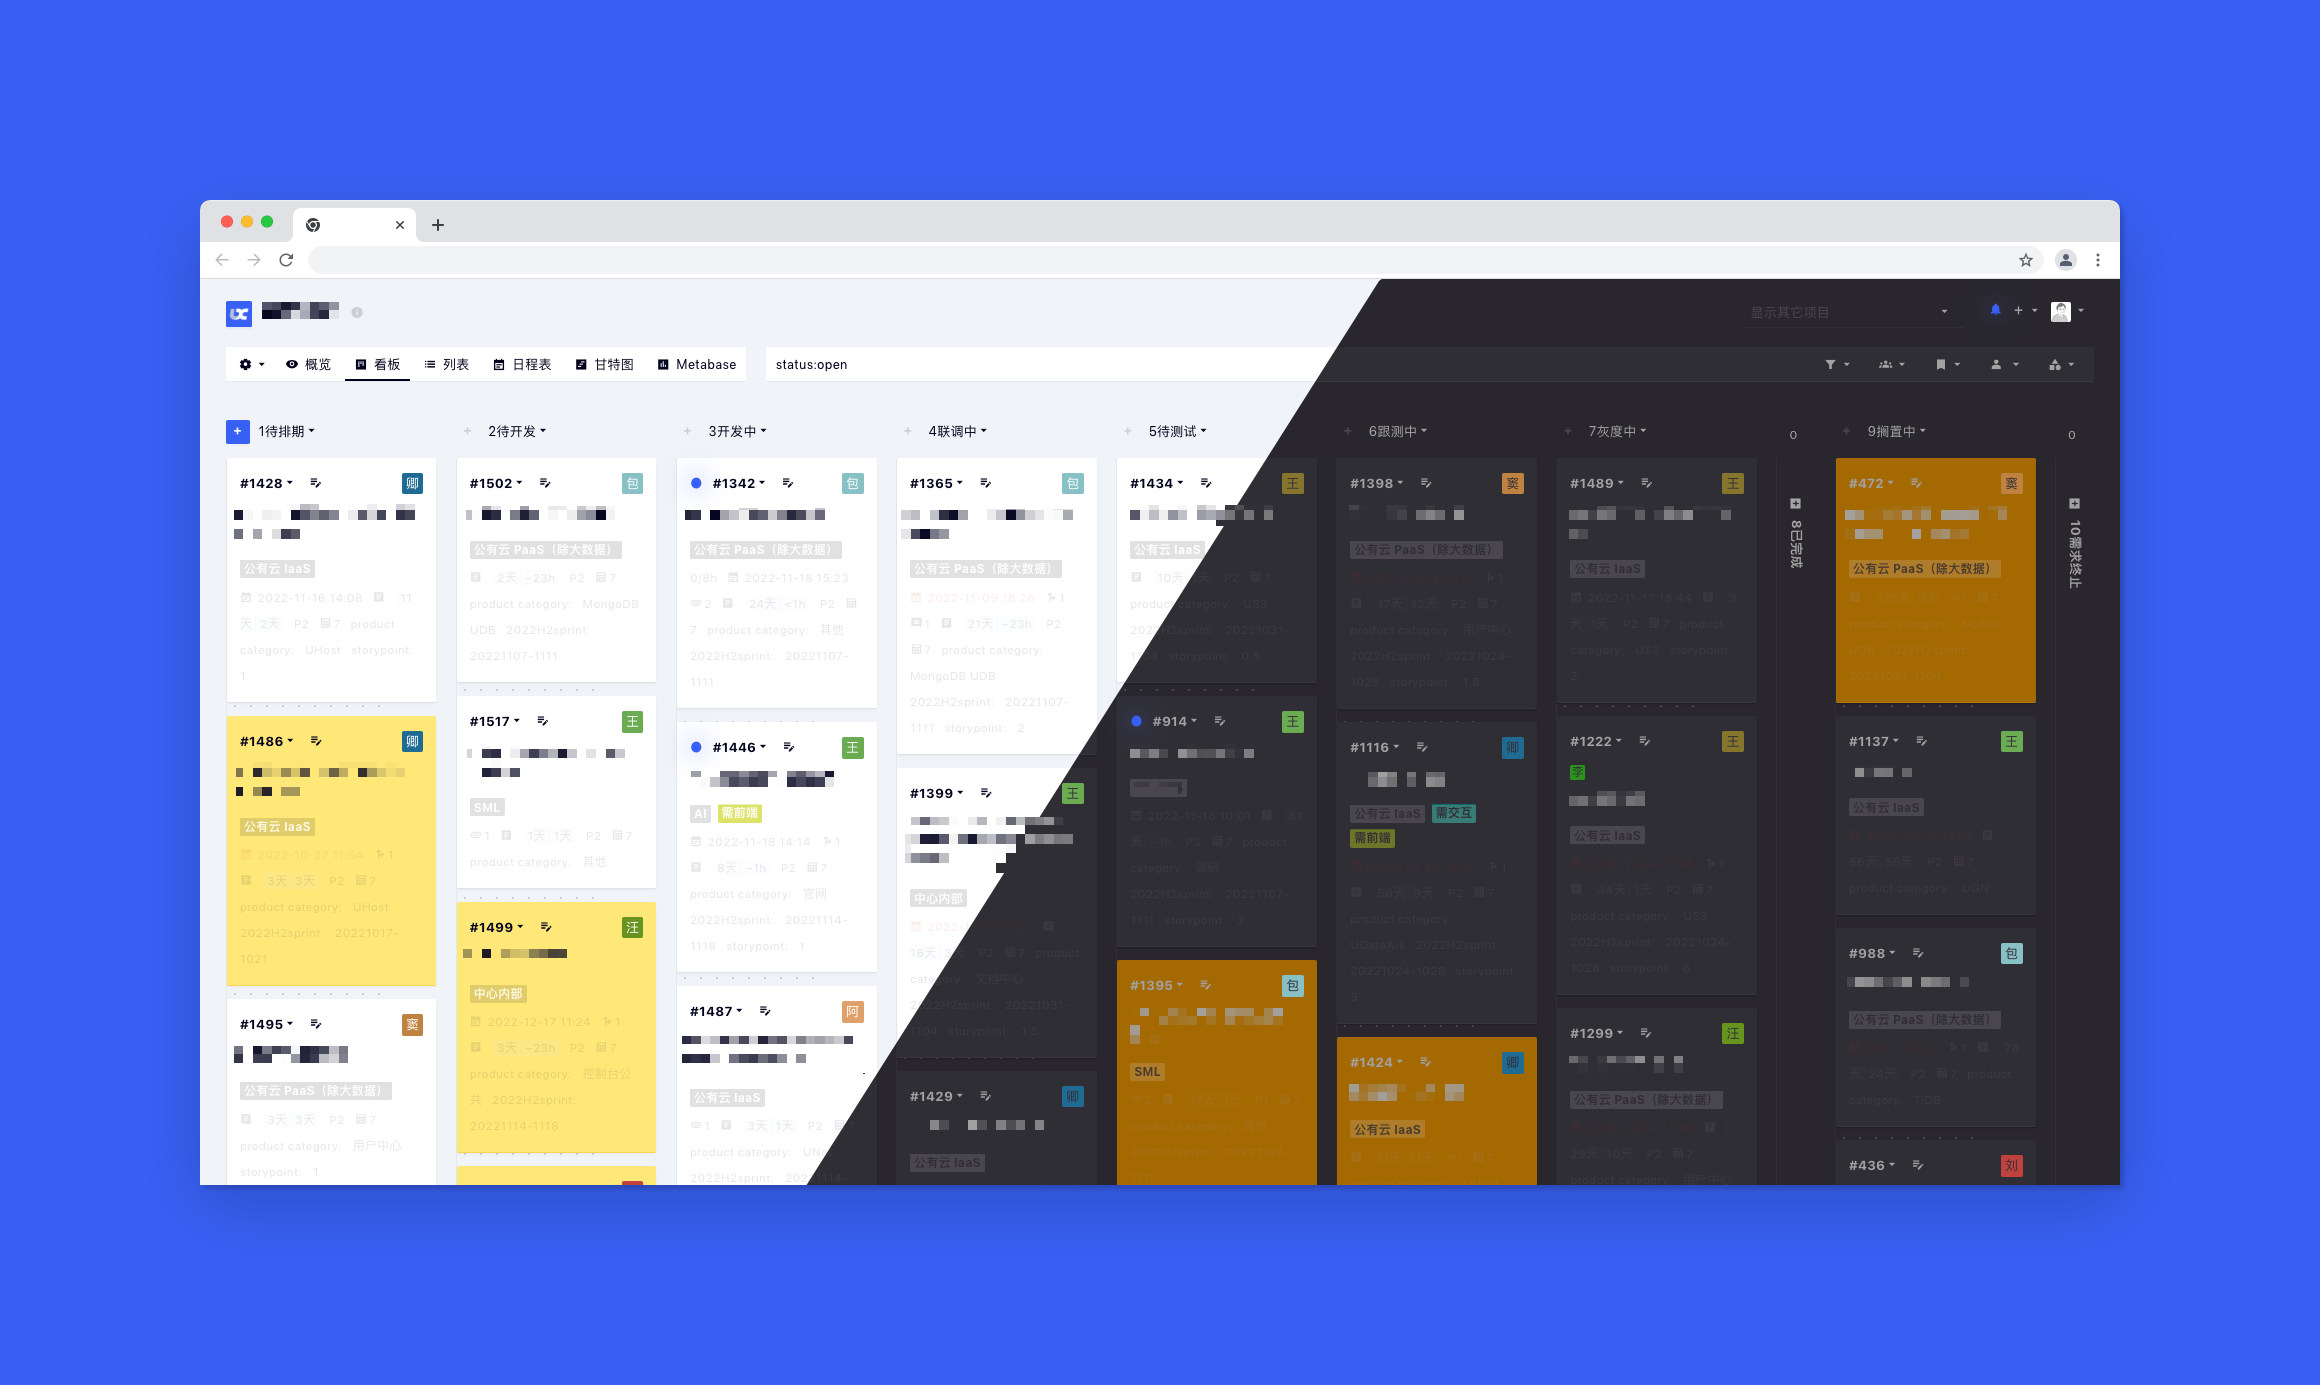 显示其它项目
概览
看板
列表
日程表
甘特图
Metabase
status:open
1待排期
2待开发
3开发中
4联调中
5待测试
6跟测中
7灰度中
0
8已完成
9搁置中
0
10需求终止
#1428
卿
公有云 IaaS
2022-11-16 14:08 11
天 2天 P2 7 product
category: UHost storypoint:
1
#1486
卿
公有云 IaaS
2022-10-27 11:54 1
3天 3天 P2 7
product category: UHost
2022H2sprint: 20221017-
1021
#1495
窦
公有云 PaaS（除大数据）
3天 3天 P2 7
product category: 用户中心
storypoint: 1
#1502
包
公有云 PaaS（除大数据）
2天 ~23h P2 7
product category: MongoDB
UDB 2022H2sprint:
20221107-1111
#1517
王
SML
1 1天 1天 P2 7
product category: 其他
#1499
汪
中心内部
2022-12-17 11:24 1
3天 ~23h P2 7
product category: 控制台公
共 2022H2sprint:
20221114-1118
#1342
包
公有云 PaaS（除大数据）
0/8h 2022-11-18 15:23
2 24天 <1h P2
7 product category: 其他
2022H2sprint: 20221107-
1111
#1446
王
AI 需前端
2022-11-18 14:14 1
8天 ~1h P2 7
product category: 官网
2022H2sprint: 20221114-
1118 storypoint: 1
#1487
阿
公有云 IaaS
1 3天 1天 P2
product category:
2022H2sprint: 20221114-
#1365
包
公有云 PaaS（除大数据）
2022-11-09 18:26 1
1 21天 ~23h P2
7 product category:
MongoDB UDB
2022H2sprint: 20221107-
1111 storypoint: 2
#1399
王
中心内部
16天 P2 7 product
category: 文档中心
2022H2sprint: 20221031-
1104 storypoint: 1.5
#1429
卿
公有云 IaaS
#1434
王
公有云 IaaS
10天 P2 7
product category: US3
2022H2sprint: 20221031-
1104 storypoint: 0.5
#914
王
2022-11-16 10:01 87
天 ~1h P3 7 product
category:
2022H2sprint: 20221107-
1111 storypoint: 2
#1395
包
SML
product category: 其他
2022H2sprint: 20221107-
1111
#1398
窦
公有云 PaaS（除大数据）
17天 13天 P2 7
product category: 用户中心
2022H2sprint: 20221024-
1028 storypoint: 1.5
#1116
卿
公有云 IaaS 需交互
需前端
58天 9天 P2 7
product category:
UDataArk 2022H2sprint:
20221024-1028 storypoint:
5
#1424
卿
公有云 IaaS
#1489
王
公有云 IaaS
2022-11-17 15:44 3
天 1天 P2 7 product
category: US3 storypoint:
2
#1222
王
李
公有云 IaaS
44天 1天 P2 7
product category: US3
2022H2sprint: 20221024-
1028 storypoint: 6
#1299
汪
公有云 PaaS（除大数据）
29天 10天 P2 7
product category: 用户中心
#472
窦
公有云 PaaS（除大数据）
product category: MySQL
UDB 2022H2sprint:
20221031-1104
#1137
王
公有云 IaaS
56天 56天 P2 7
product category: UGN
#988
包
公有云 PaaS（除大数据）
1 78
天 24天 P2 7 product
category: TiDB
#436
刘